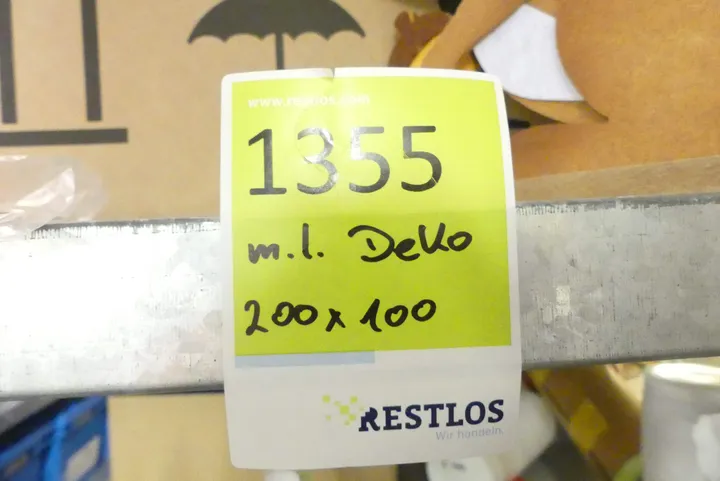 www.restlos.com
1355
m.l. Deko
200 x 100
RESTLOS
Wir handeln.